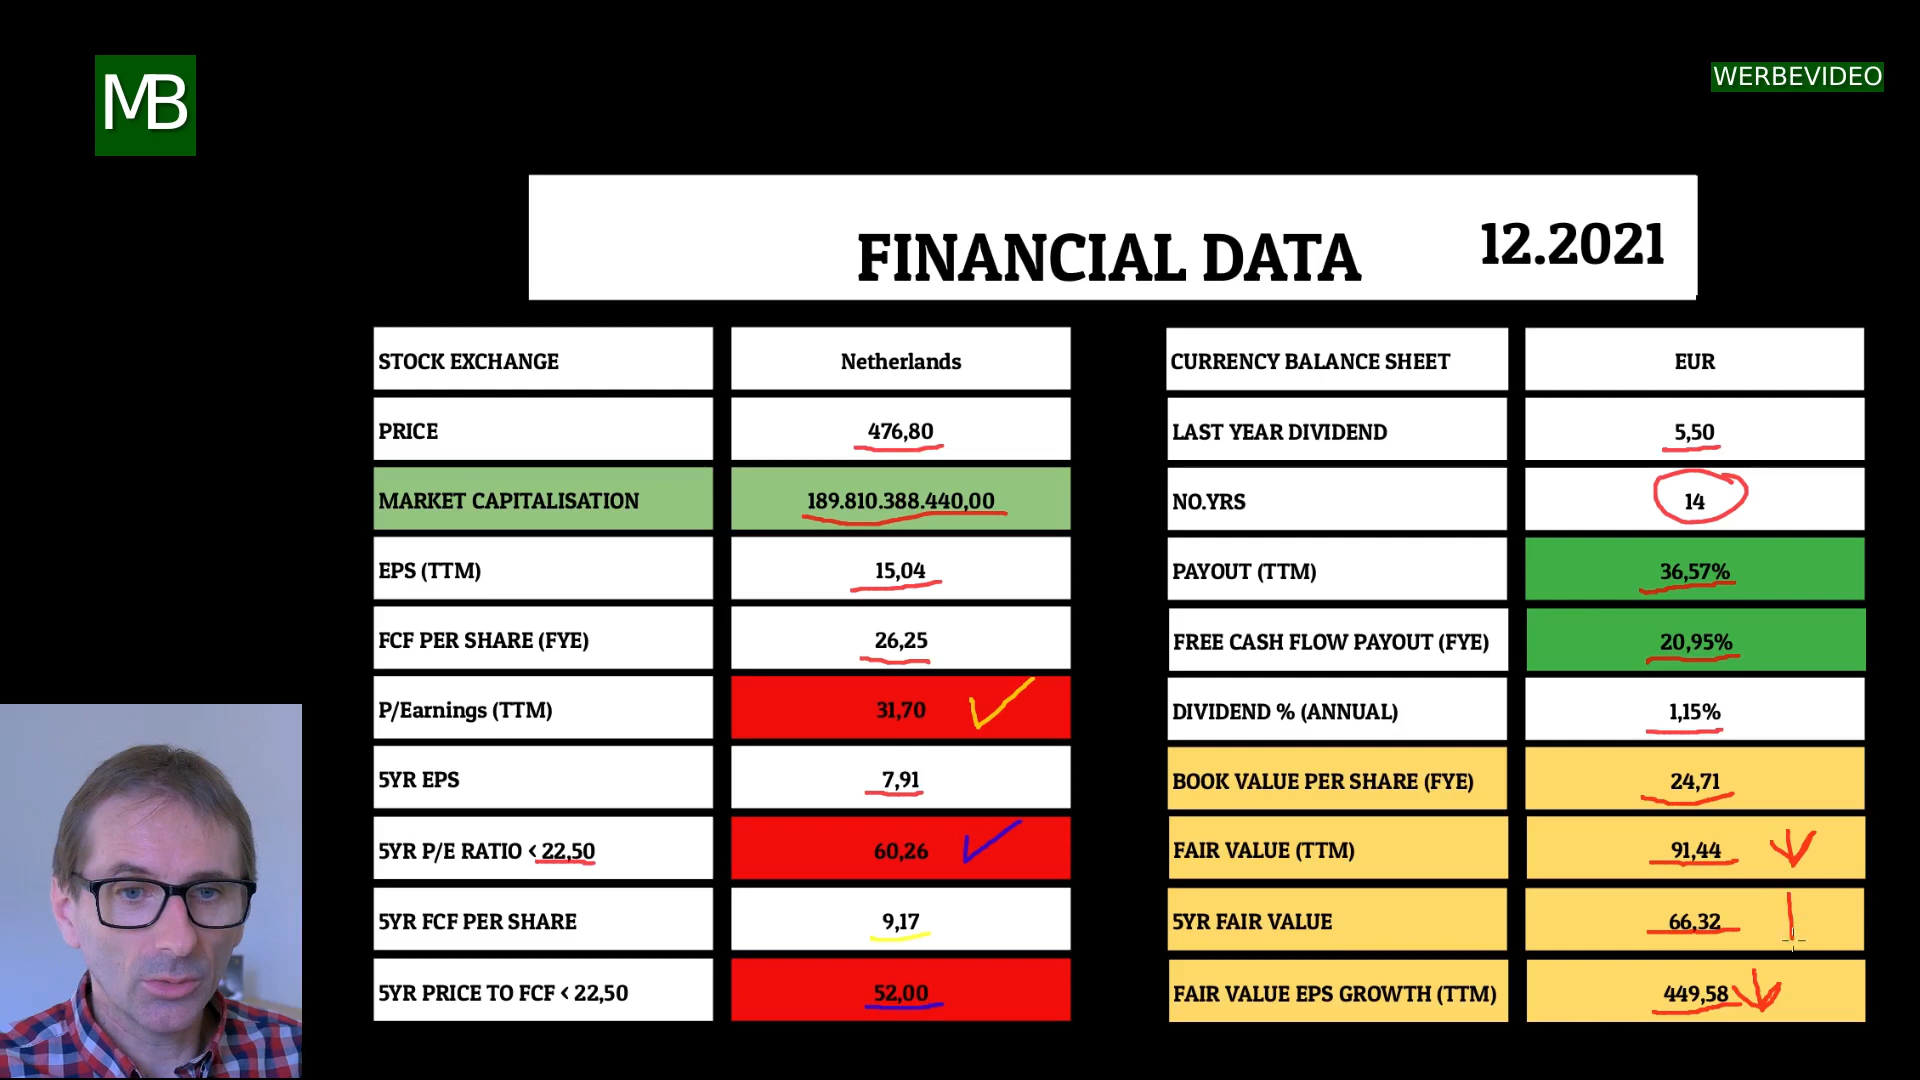 MB
WERBEVIDEO
FINANCIAL DATA
12.2021
STOCK EXCHANGE
Netherlands
PRICE
476,80
MARKET CAPITALISATION
189.810.388.440,00
EPS (TTM)
15,04
FCF PER SHARE (FYE)
26,25
P/Earnings (TTM)
31,70
5YR EPS
7,91
5YR P/E RATIO < 22,50
60,26
5YR FCF PER SHARE
9,17
5YR PRICE TO FCF < 22,50
52,00
CURRENCY BALANCE SHEET
EUR
LAST YEAR DIVIDEND
5,50
NO.YRS
14
PAYOUT (TTM)
36,57%
FREE CASH FLOW PAYOUT (FYE)
20,95%
DIVIDEND % (ANNUAL)
1,15%
BOOK VALUE PER SHARE (FYE)
24,71
FAIR VALUE (TTM)
91,44
5YR FAIR VALUE
66,32
FAIR VALUE EPS GROWTH (TTM)
449,58